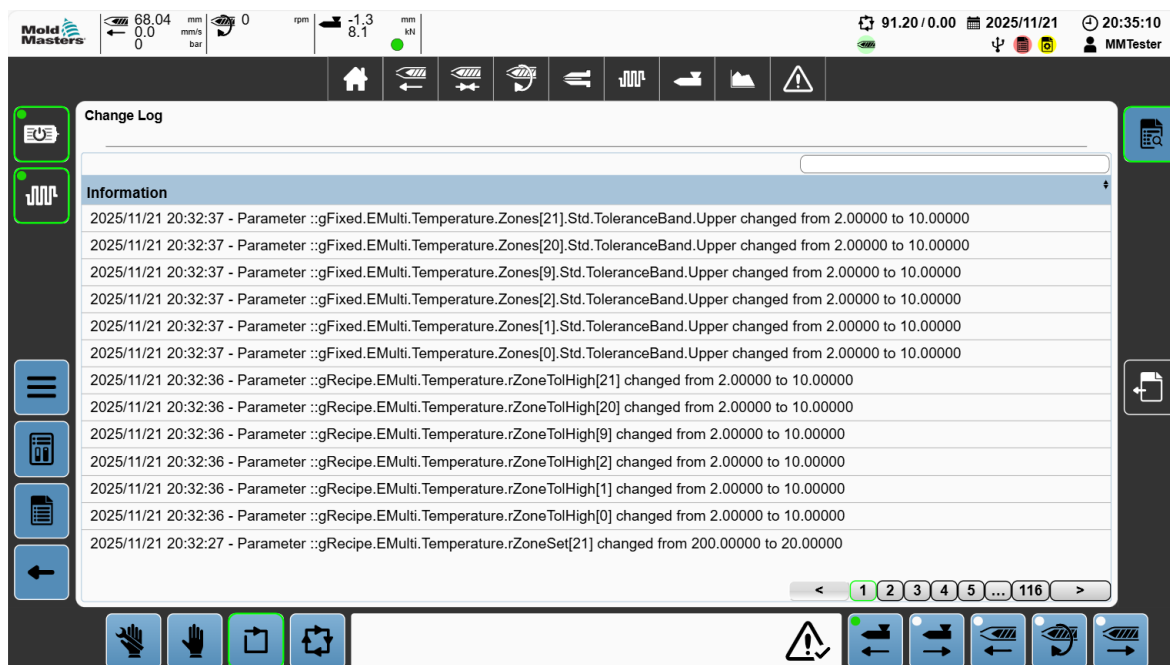 Mold
Masters
68.04 mm
0.0 mm/s
0 bar
0 rpm
-1.3 mm
8.1 kN
91.20 / 0.00
2025/11/21
20:35:10
MMTester
Change Log
Information
2025/11/21 20:32:37 - Parameter ::gFixed.EMulti.Temperature.Zones[21].Std.ToleranceBand.Upper changed from 2.00000 to 10.00000
2025/11/21 20:32:37 - Parameter ::gFixed.EMulti.Temperature.Zones[20].Std.ToleranceBand.Upper changed from 2.00000 to 10.00000
2025/11/21 20:32:37 - Parameter ::gFixed.EMulti.Temperature.Zones[9].Std.ToleranceBand.Upper changed from 2.00000 to 10.00000
2025/11/21 20:32:37 - Parameter ::gFixed.EMulti.Temperature.Zones[2].Std.ToleranceBand.Upper changed from 2.00000 to 10.00000
2025/11/21 20:32:37 - Parameter ::gFixed.EMulti.Temperature.Zones[1].Std.ToleranceBand.Upper changed from 2.00000 to 10.00000
2025/11/21 20:32:37 - Parameter ::gFixed.EMulti.Temperature.Zones[0].Std.ToleranceBand.Upper changed from 2.00000 to 10.00000
2025/11/21 20:32:36 - Parameter ::gRecipe.EMulti.Temperature.rZoneTolHigh[21] changed from 2.00000 to 10.00000
2025/11/21 20:32:36 - Parameter ::gRecipe.EMulti.Temperature.rZoneTolHigh[20] changed from 2.00000 to 10.00000
2025/11/21 20:32:36 - Parameter ::gRecipe.EMulti.Temperature.rZoneTolHigh[9] changed from 2.00000 to 10.00000
2025/11/21 20:32:36 - Parameter ::gRecipe.EMulti.Temperature.rZoneTolHigh[2] changed from 2.00000 to 10.00000
2025/11/21 20:32:36 - Parameter ::gRecipe.EMulti.Temperature.rZoneTolHigh[1] changed from 2.00000 to 10.00000
2025/11/21 20:32:36 - Parameter ::gRecipe.EMulti.Temperature.rZoneTolHigh[0] changed from 2.00000 to 10.00000
2025/11/21 20:32:27 - Parameter ::gRecipe.EMulti.Temperature.rZoneSet[21] changed from 200.00000 to 20.00000
< 1 2 3 4 5 ... 116 >